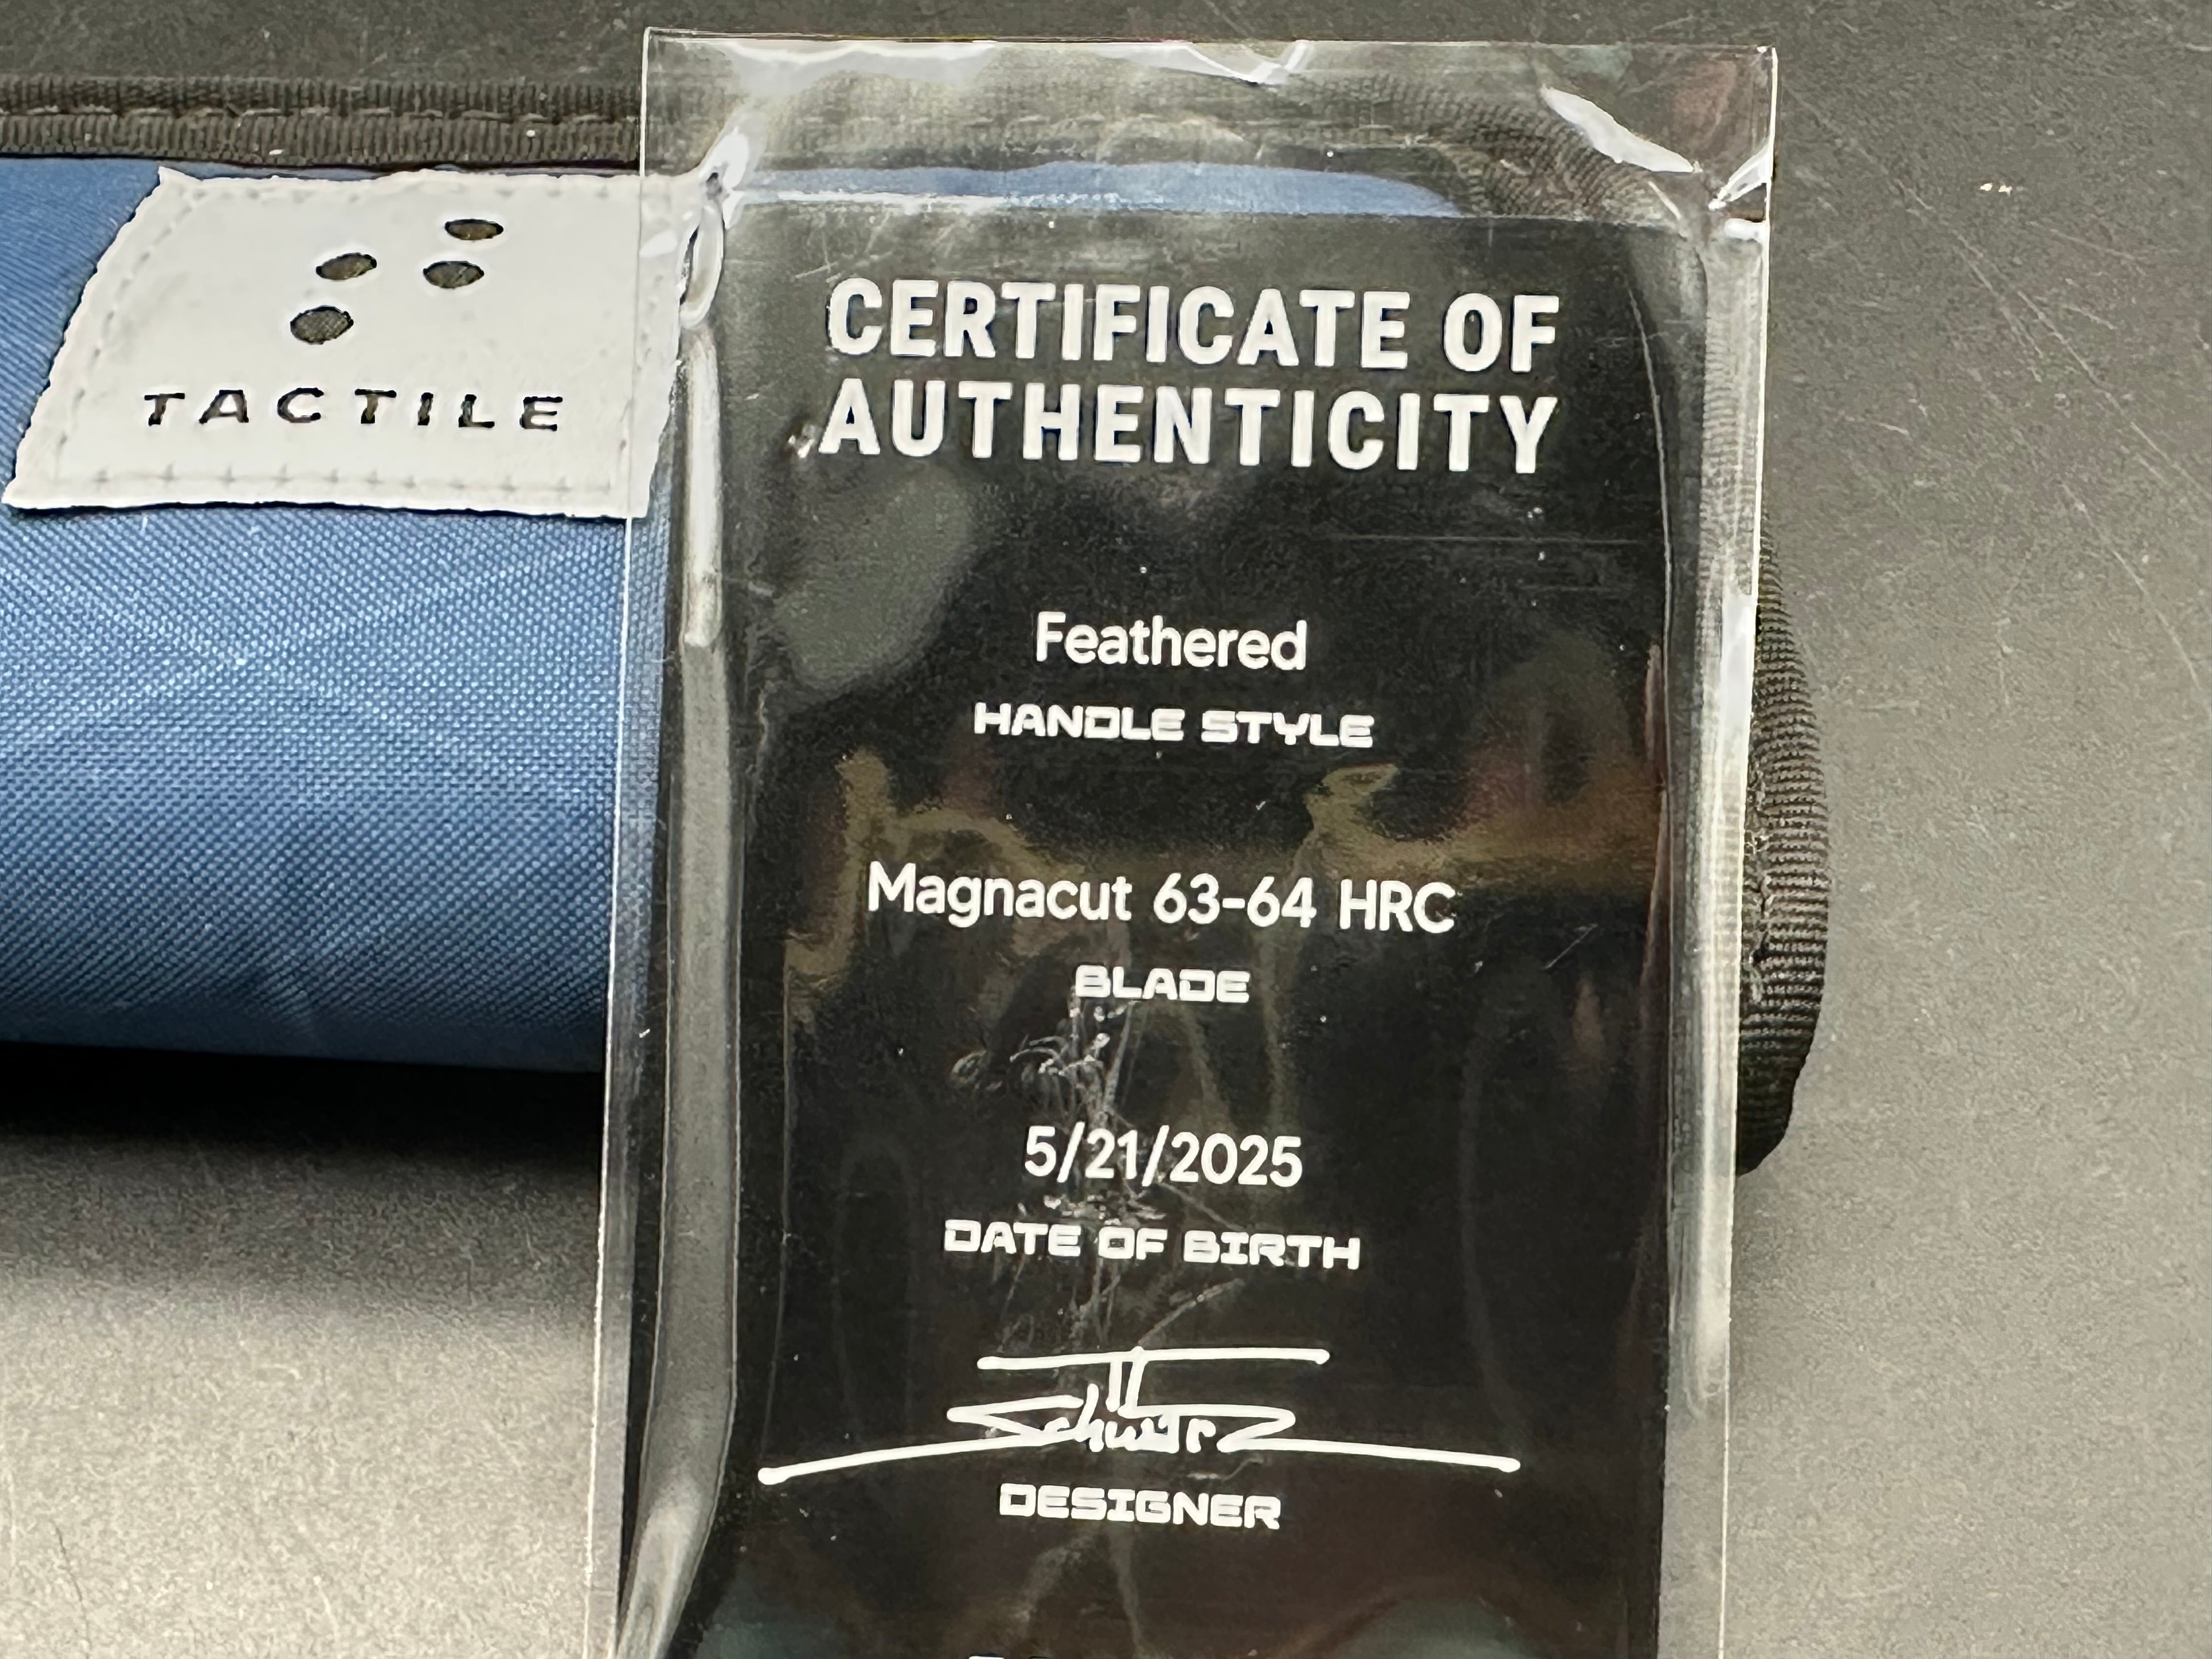 TACTILE
CERTIFICATE OF
AUTHENTICITY
Feathered
HANDLE STYLE
Magnacut 63-64 HRC
BLADE
5/21/2025
DATE OF BIRTH
Schwarz
DESIGNER